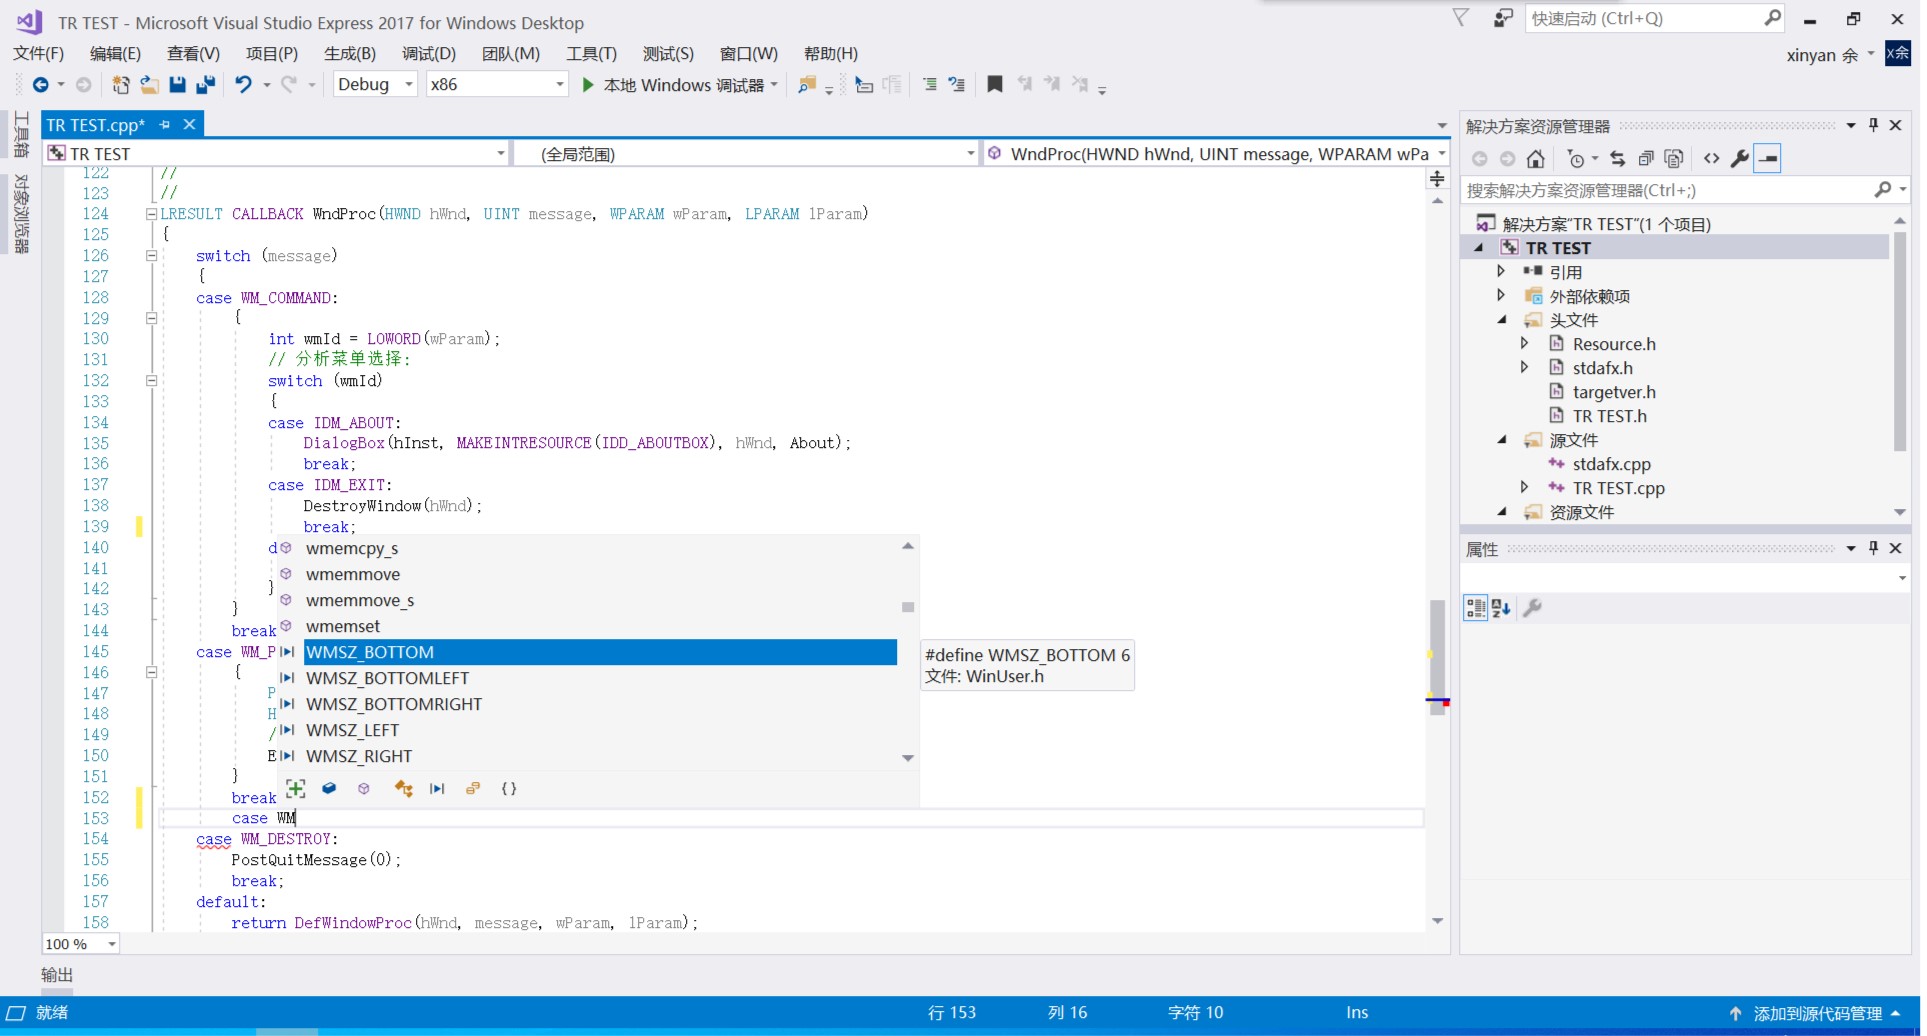 TR TEST - Microsoft Visual Studio Express 2017 for Windows Desktop
快速启动 (Ctrl+Q)
文件(F) 编辑(E) 查看(V) 项目(P) 生成(B) 调试(D) 团队(M) 工具(T) 测试(S) 窗口(W) 帮助(H)
xinyan 余
X余
Debug x86 本地 Windows 调试器
工具箱
对象浏览器
TR TEST.cpp*
TR TEST (全局范围) WndProc(HWND hWnd, UINT message, WPARAM wPa
122 //
123 //
124 LRESULT CALLBACK WndProc(HWND hWnd, UINT message, WPARAM wParam, LPARAM lParam)
125 {
126 switch (message)
127 {
128 case WM_COMMAND:
129 {
130 int wmId = LOWORD(wParam);
131 // 分析菜单选择:
132 switch (wmId)
133 {
134 case IDM_ABOUT:
135 DialogBox(hInst, MAKEINTRESOURCE(IDD_ABOUTBOX), hWnd, About);
136 break;
137 case IDM_EXIT:
138 DestroyWindow(hWnd);
139 break;
140 d
141
142 }
143 }
144 break
145 case WM_P
146 {
147 P
148 H
149 /
150 E
151 }
152 break
153 case WM
154 case WM_DESTROY:
155 PostQuitMessage(0);
156 break;
157 default:
158 return DefWindowProc(hWnd, message, wParam, lParam);
wmemcpy_s
wmemmove
wmemmove_s
wmemset
WMSZ_BOTTOM
WMSZ_BOTTOMLEFT
WMSZ_BOTTOMRIGHT
WMSZ_LEFT
WMSZ_RIGHT
#define WMSZ_BOTTOM 6
文件: WinUser.h
100 %
解决方案资源管理器
搜索解决方案资源管理器(Ctrl+;)
解决方案"TR TEST"(1 个项目)
TR TEST
引用
外部依赖项
头文件
Resource.h
stdafx.h
targetver.h
TR TEST.h
源文件
stdafx.cpp
TR TEST.cpp
资源文件
属性
输出
就绪 行 153 列 16 字符 10 Ins 添加到源代码管理